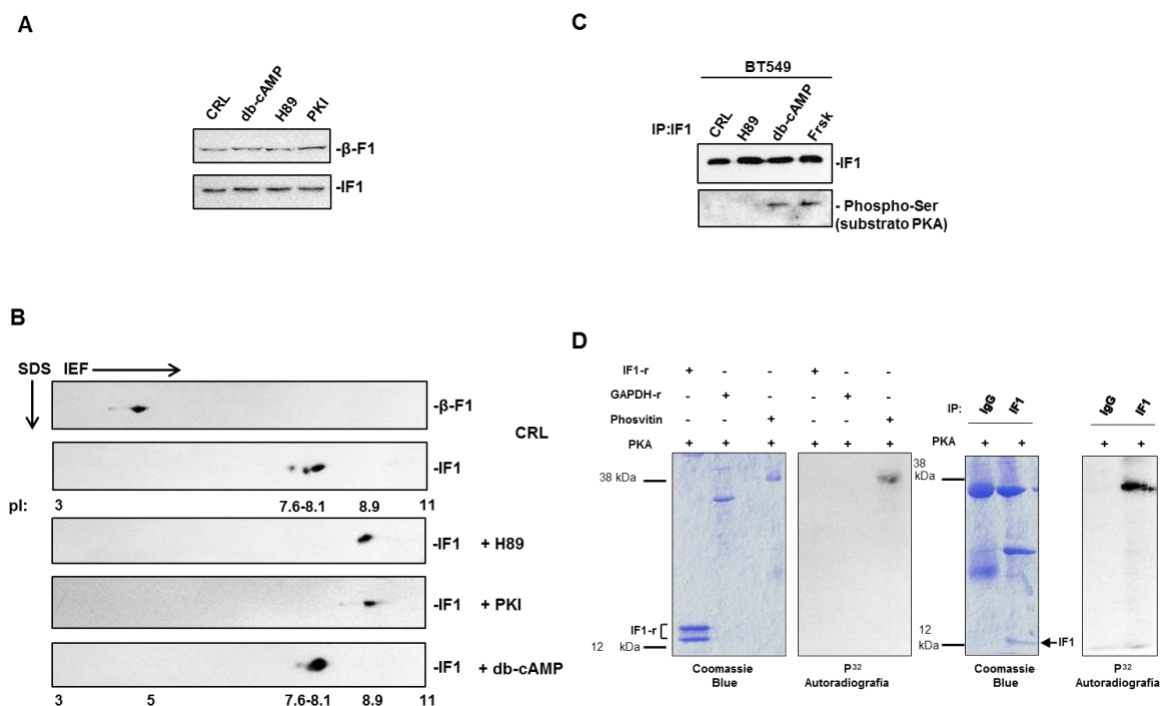 A
CRL db-cAMP H89 PKI
-β-F1
-IF1
B
SDS IEF
-β-F1
CRL
-IF1
pI: 3 7.6-8.1 8.9 11
-IF1 + H89
-IF1 + PKI
-IF1 + db-cAMP
3 5 7.6-8.1 8.9 11
C
BT549
IP:IF1 CRL H89 db-cAMP Frsk
-IF1
- Phospho-Ser
(substrato PKA)
D
IF1-r + - - + - -
GAPDH-r - + - - + -
Phosvitin - - + - - +
PKA + + + + + +
38 kDa
IF1-r
12 kDa
Coomassie
Blue
P³²
Autoradiografía
IP: IgG IF1 IgG IF1
PKA + + + +
38
kDa
12
kDa
IF1
Coomassie
Blue
P³²
Autoradiografía